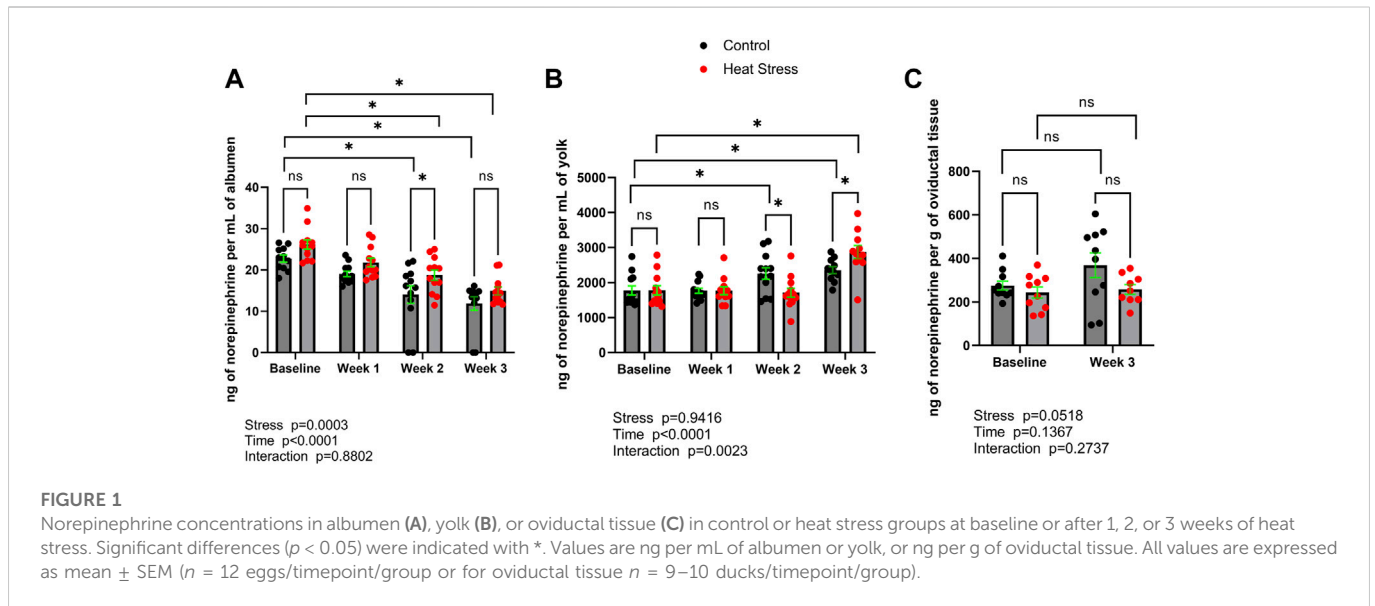 Control
Heat Stress
A
ng of norepinephrine per mL of albumen
*
*
*
*
ns
ns
*
ns
40
30
20
10
0
Baseline Week 1 Week 2 Week 3
Stress p=0.0003
Time p<0.0001
Interaction p=0.8802
B
ng of norepinephrine per mL of yolk
*
*
*
ns
ns
*
*
5000
4000
3000
2000
1000
0
Baseline Week 1 Week 2 Week 3
Stress p=0.9416
Time p<0.0001
Interaction p=0.0023
C
ng of norepinephrine per g of oviductal tissue
ns
ns
ns
ns
800
600
400
200
0
Baseline Week 3
Stress p=0.0518
Time p=0.1367
Interaction p=0.2737
FIGURE 1
Norepinephrine concentrations in albumen (A), yolk (B), or oviductal tissue (C) in control or heat stress groups at baseline or after 1, 2, or 3 weeks of heat
stress. Significant differences (p < 0.05) were indicated with *. Values are ng per mL of albumen or yolk, or ng per g of oviductal tissue. All values are expressed
as mean ± SEM (n = 12 eggs/timepoint/group or for oviductal tissue n = 9–10 ducks/timepoint/group).